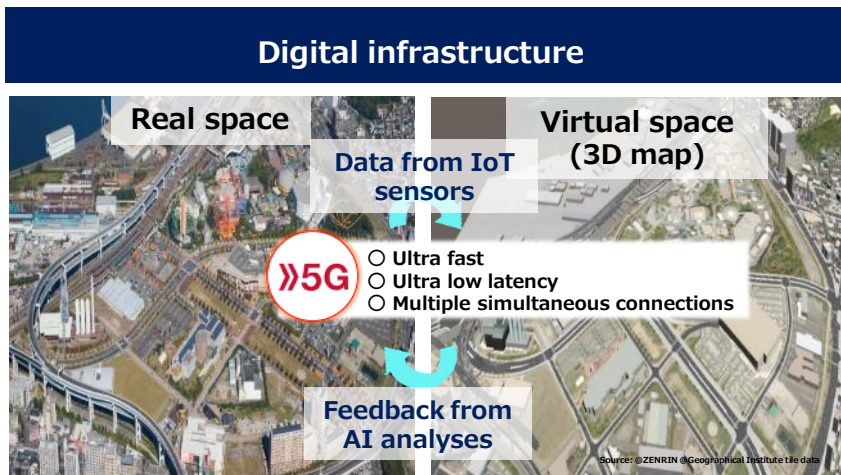 Digital infrastructure
Real space
Virtual space
(3D map)
Data from IoT
sensors
»5G
○ Ultra fast
○ Ultra low latency
○ Multiple simultaneous connections
Feedback from
AI analyses
Source: @ZENRIN @Geographical Institute tile data